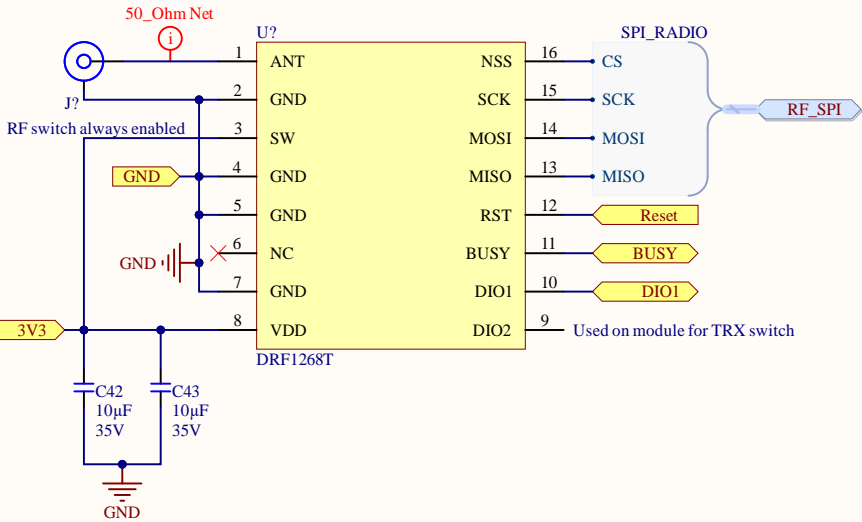 50_Ohm Net
i
U?
SPI_RADIO
J?
RF switch always enabled
1 ANT NSS 16 CS
2 GND SCK 15 SCK
RF_SPI
3 SW MOSI 14 MOSI
GND 4 GND MISO 13 MISO
5 GND RST 12 Reset
GND 6 NC BUSY 11 BUSY
7 GND DIO1 10 DIO1
3V3 8 VDD DIO2 9 Used on module for TRX switch
DRF1268T
C42
10μF
35V
C43
10μF
35V
GND